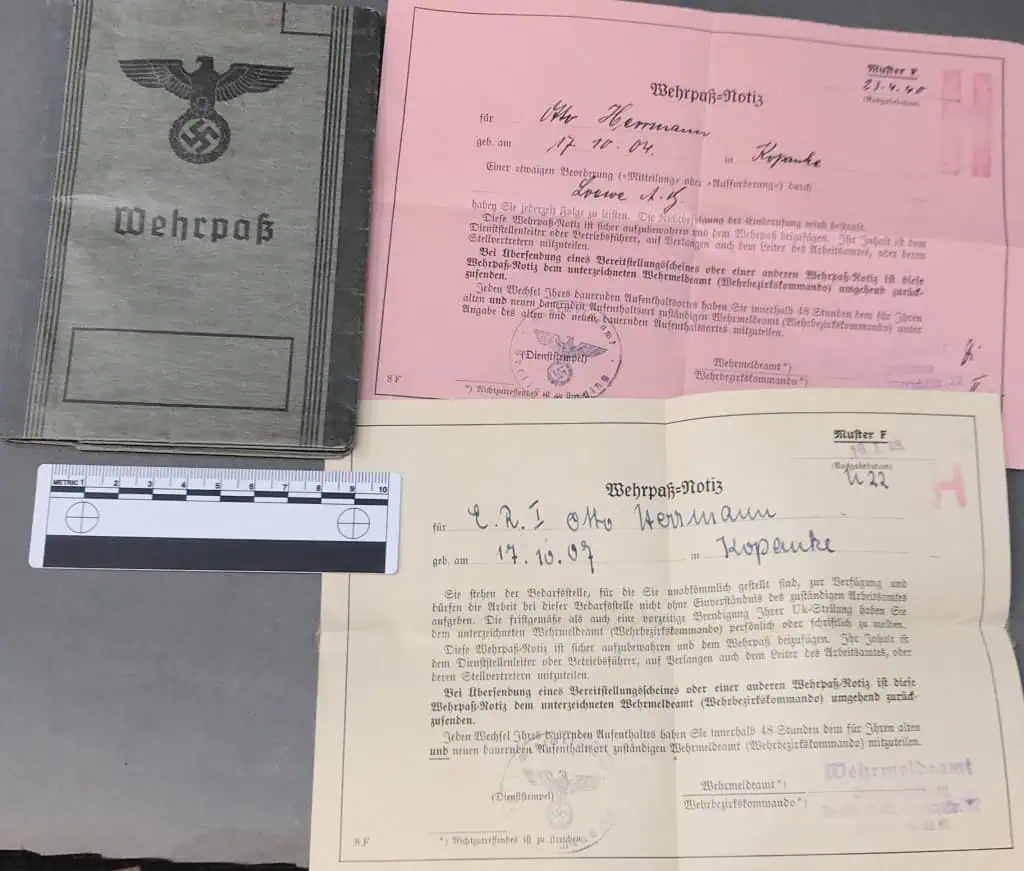 Wehrpaß
Muster F
23.4.40
(Ausgabedatum)
Wehrpaß=Notiz
für Otto Herrmann
geb. am 17 10 04. in Kopanke
Einer etwaigen Beorderung (»Mitteilung« oder »Aufforderung«) durch
Loewe A. G.
haben Sie jederzeit Folge zu leisten. Die Nichtbefolgung der Einberufung wird bestraft.
Diese Wehrpaß-Notiz ist sicher aufzubewahren und dem Wehrpaß beizufügen. Ihr Inhalt ist dem
Dienststellenleiter oder Betriebsführer, auf Verlangen auch dem Leiter des Arbeitsamtes, oder deren
Stellvertretern mitzuteilen.
Bei Übersendung eines Bereitstellungsscheines oder einer anderen Wehrpaß-Notiz ist diese
Wehrpaß-Notiz dem unterzeichneten Wehrmeldeamt (Wehrbezirkskommando) umgehend zurück-
zusenden.
Jeden Wechsel Ihres dauernden Aufenthaltsortes haben Sie innerhalb 48 Stunden dem für Ihren
alten und neuen dauernden Aufenthaltsort zuständigen Wehrmeldeamt (Wehrbezirkskommando) unter
Angabe des alten und neuen dauernden Aufenthaltsortes mitzuteilen.
(Dienststempel)
Wehrmeldeamt*)
Wehrbezirkskommando*)
S F
*) Nichtzutreffendes ist zu
METRIC 1 2 3 4 5 6 7 8 9 10
Muster F
(Ausgabedatum)
U 22
H
Wehrpaß=Notiz
für E. R. I Otto Herrmann
geb. am 17. 10. 07 in Kopanke
Sie stehen der Bedarfsstelle, für die Sie unabkömmlich gestellt sind, zur Verfügung und
dürfen die Arbeit bei dieser Bedarfsstelle nicht ohne Einverständnis des zuständigen Arbeitsamtes
aufgeben. Die fristgemäße als auch eine vorzeitige Beendigung Ihrer Uk-Stellung haben Sie
dem unterzeichneten Wehrmeldeamt (Wehrbezirkskommando) persönlich oder schriftlich zu melden.
Diese Wehrpaß-Notiz ist sicher aufzubewahren und dem Wehrpaß beizufügen. Ihr Inhalt ist
dem Dienststellenleiter oder Betriebsführer, auf Verlangen auch dem Leiter des Arbeitsamtes, oder
deren Stellvertretern mitzuteilen.
Bei Übersendung eines Bereitstellungsscheines oder einer anderen Wehrpaß-Notiz ist diese
Wehrpaß-Notiz dem unterzeichneten Wehrmeldeamt (Wehrbezirkskommando) umgehend zurück-
zusenden.
Jeden Wechsel Ihres dauernden Aufenthaltes haben Sie innerhalb 48 Stunden dem für Ihren alten
und neuen dauernden Aufenthaltsort zuständigen Wehrmeldeamt (Wehrbezirkskommando) mitzuteilen.
(Dienststempel)
Wehrmeldeamt*)
Wehrbezirkskommando*)
Wehrmeldeamt
S F
*) Nichtzutreffendes ist zu streichen